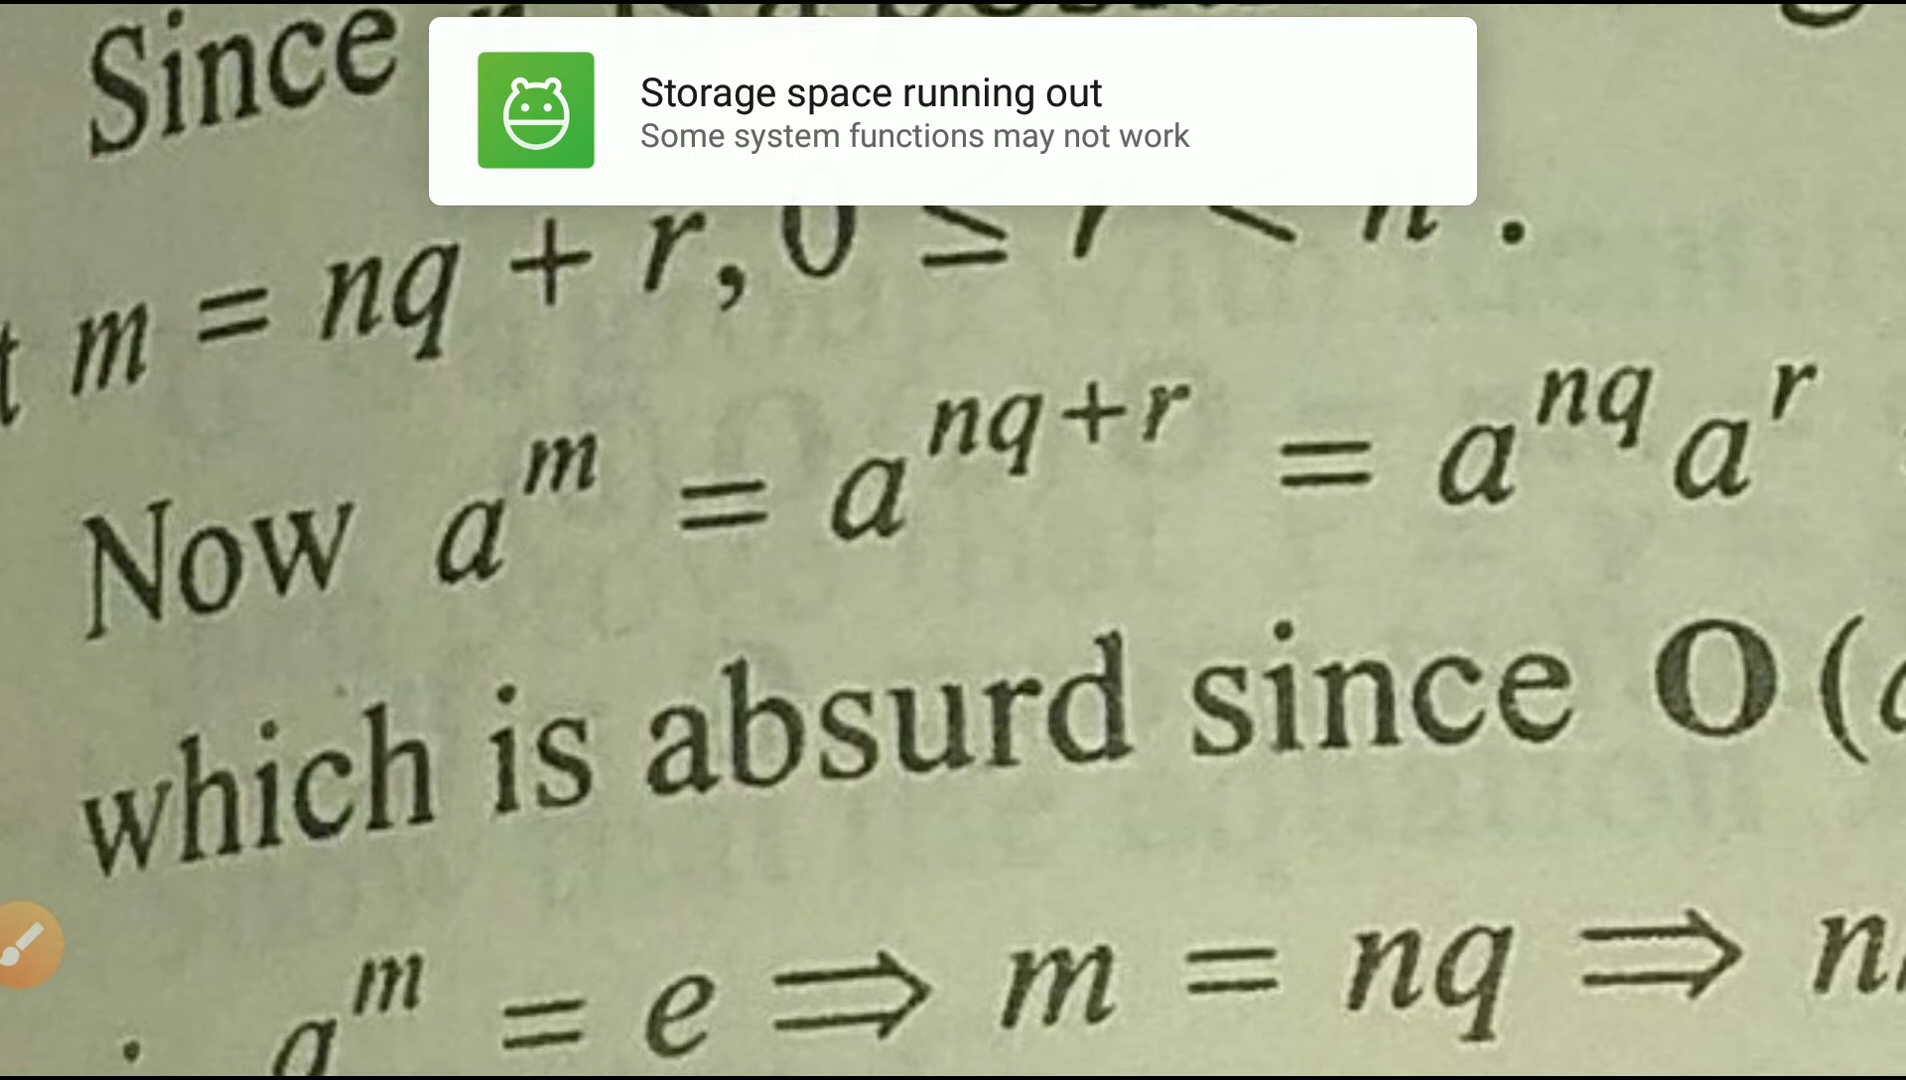 Since
Storage space running out
Some system functions may not work
m = nq + r, 0 ≤ r < n .
Now a^m = a^{nq+r} = a^{nq} a^r
which is absurd since O (
a^m = e ⇒ m = nq ⇒ n